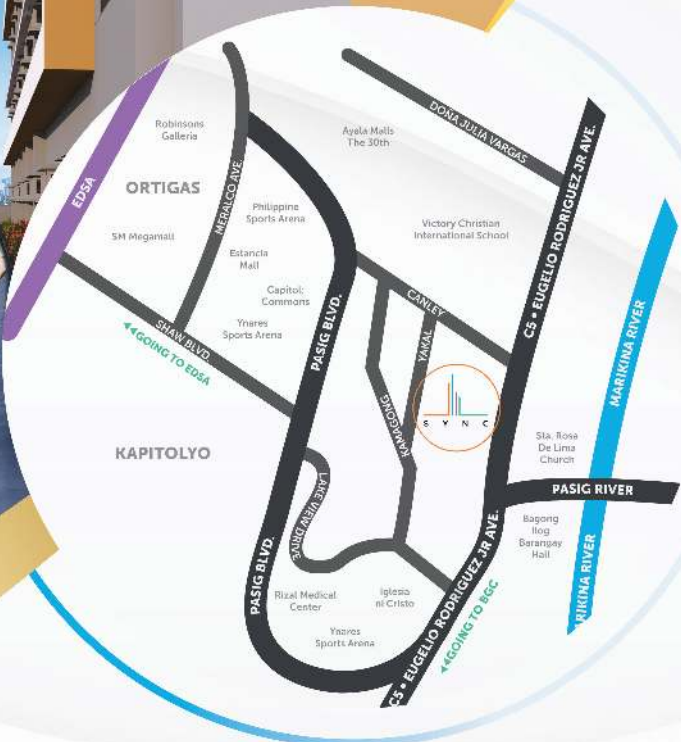 EDSA
Robinsons
Galleria
ORTIGAS
SM Megamall
MERALCO AVE.
Philippine
Sports Arena
Estancia
Mall
Capitol:
Commons
Ynares
Sports Arena
SHAW BLVD.
GOING TO EDSA
Ayala Malls
The 30th
DOÑA JULIA VARGAS
Victory Christian
International School
C5 • EUGELIO RODRIGUEZ JR AVE.
MARIKINA RIVER
PASIG BLVD.
CANLEY
YAKAL
KAMAGONG
SYNC
KAPITOLYO
Sta. Rosa
De Lima
Church
PASIG RIVER
Bagong
Ilog
Barangay
Hall
RIKINA RIVER
LAKE VIEW DRIVE
PASIG BLVD.
Rizal Medical
Center
Iglesia
ni Cristo
Ynares
Sports Arena
C5 • EUGELIO RODRIGUEZ JR AVE.
GOING TO BGC